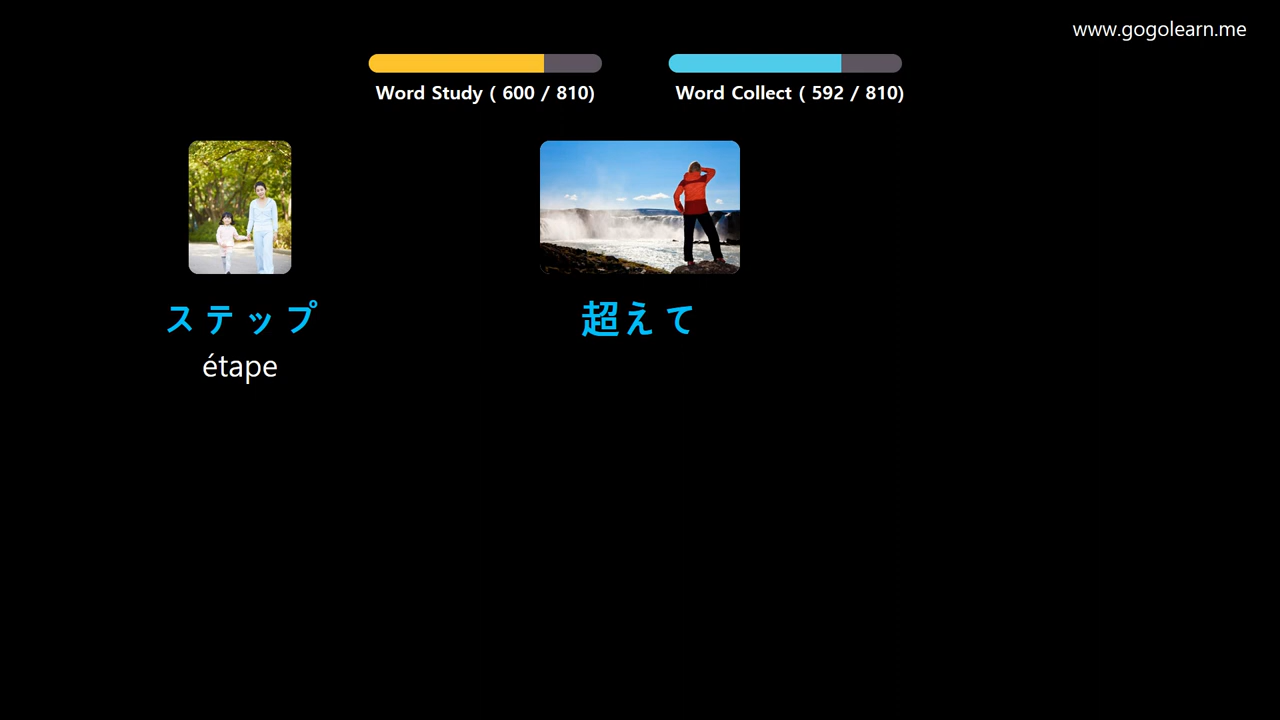 www.gogolearn.me
Word Study ( 600 / 810)
Word Collect ( 592 / 810)
ステップ
超えて
étape